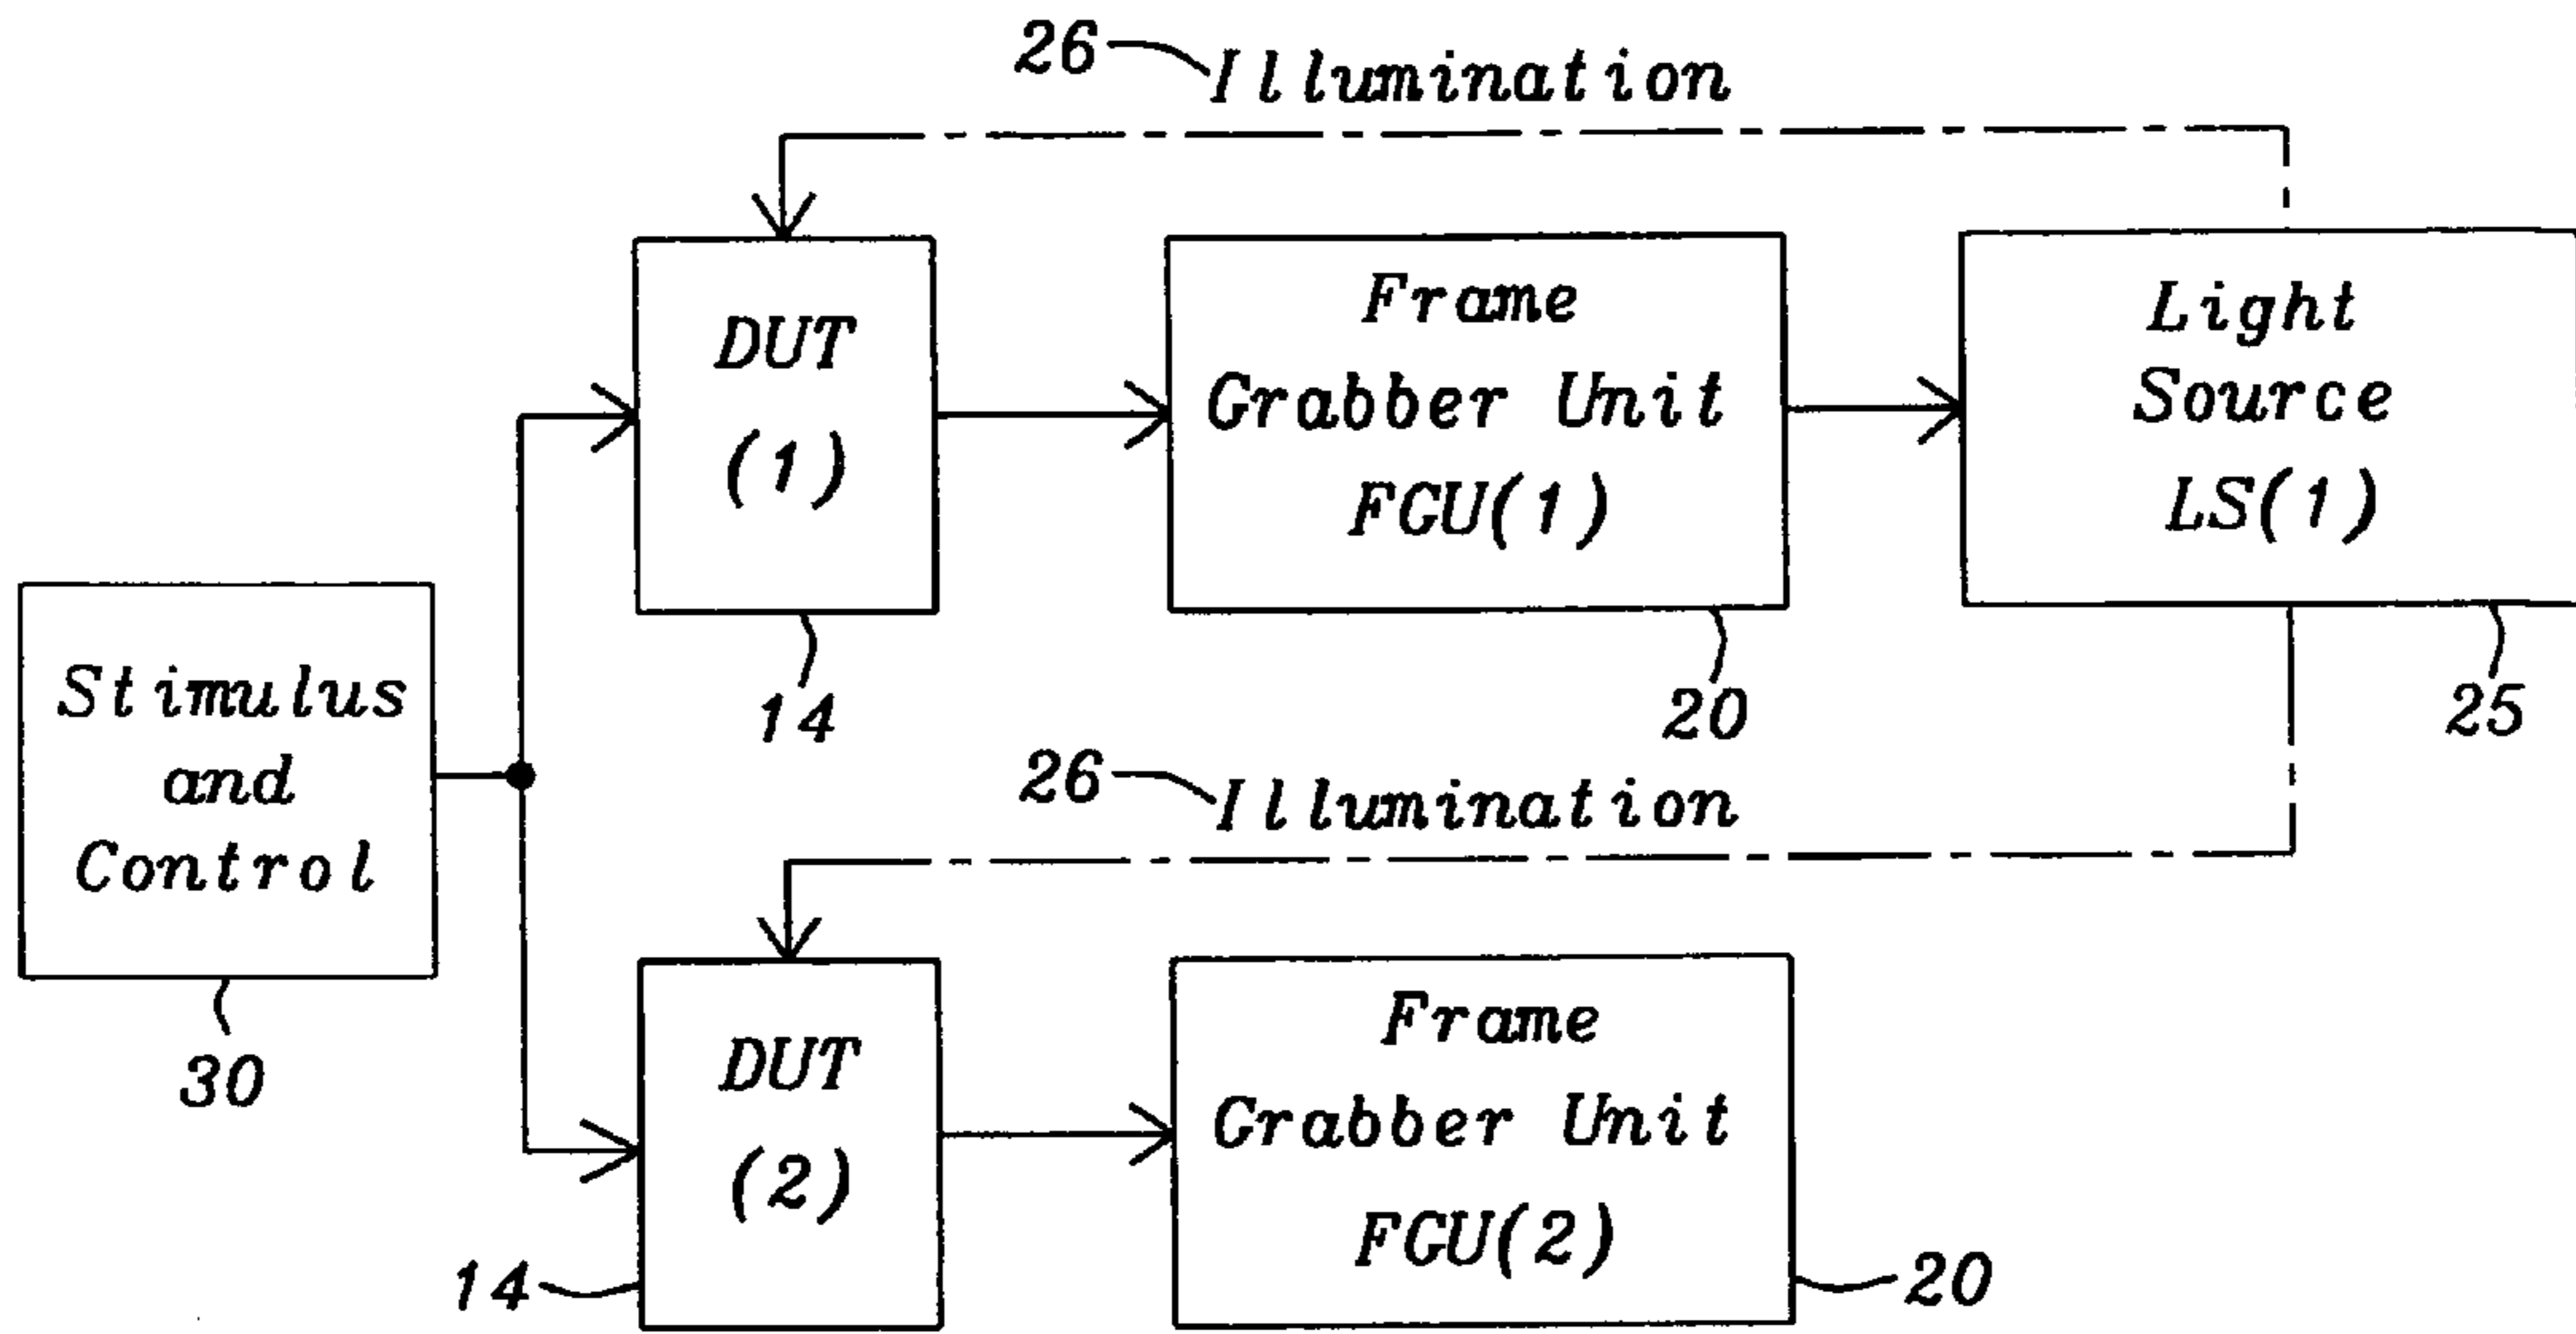 26 Illumination
DUT
(1)
14
Frame
Grabber Unit
FGU(1)
20
Light
Source
LS(1)
25
Stimulus
and
Control
30
26 Illumination
DUT
(2)
14
Frame
Grabber Unit
FGU(2)
20